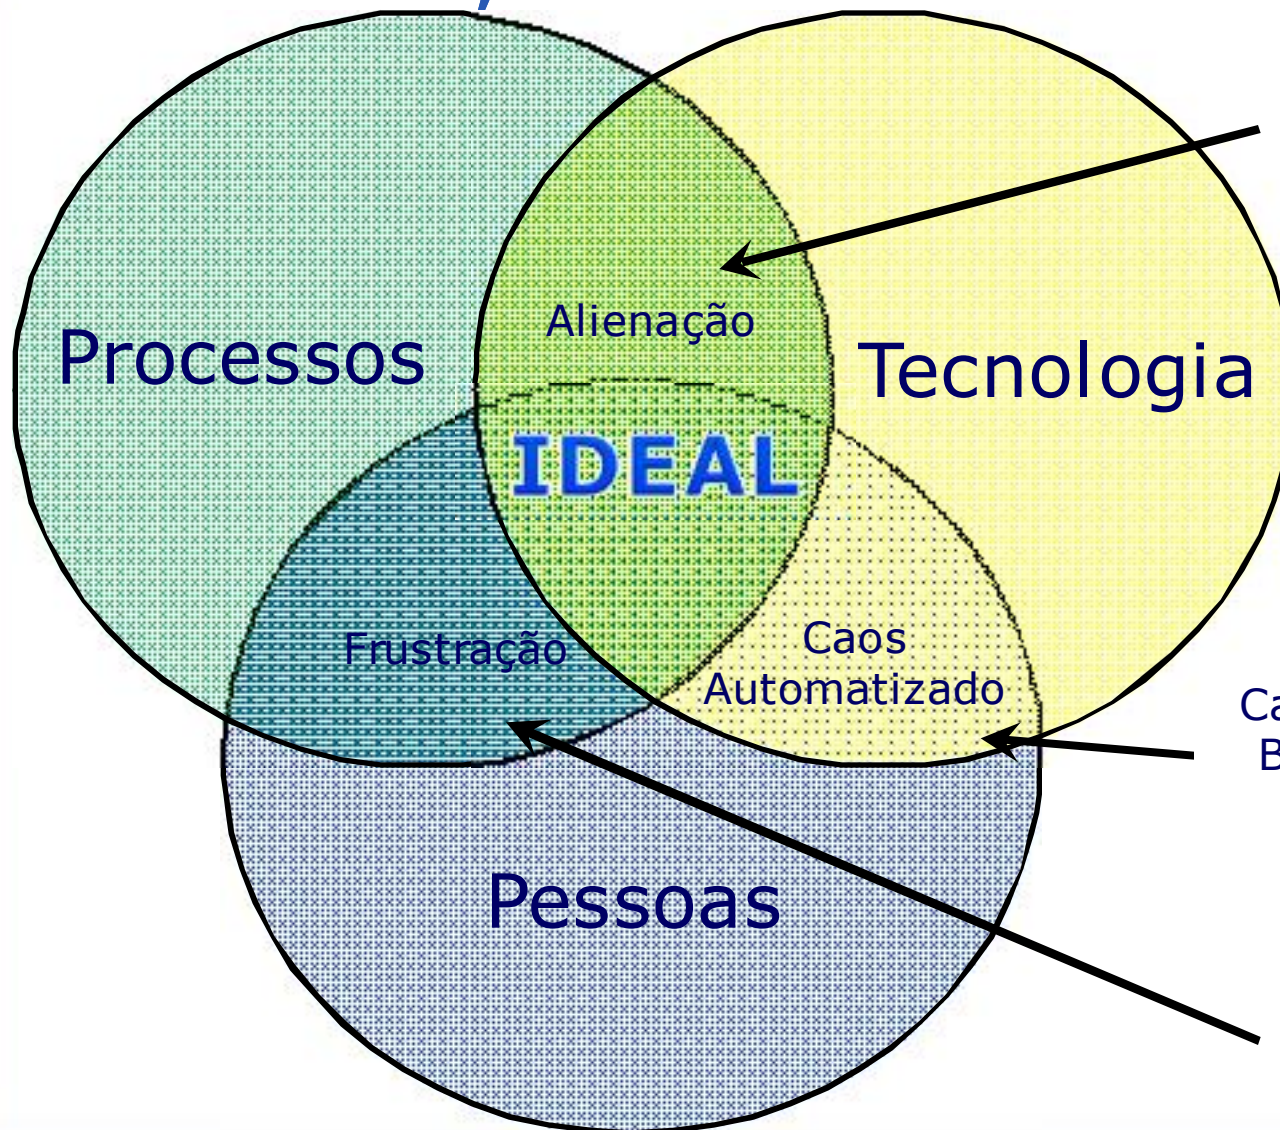 Alienação
Processos
Tecnologia
IDEAL
Frustração
Caos
Automatizado
Pessoas